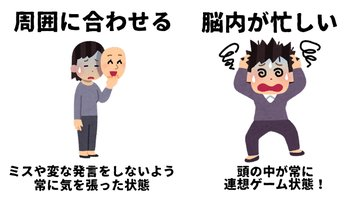 周囲に合わせる
脳内が忙しい
ミスや変な発言をしないよう
常に気を張った状態
頭の中が常に
連想ゲーム状態！